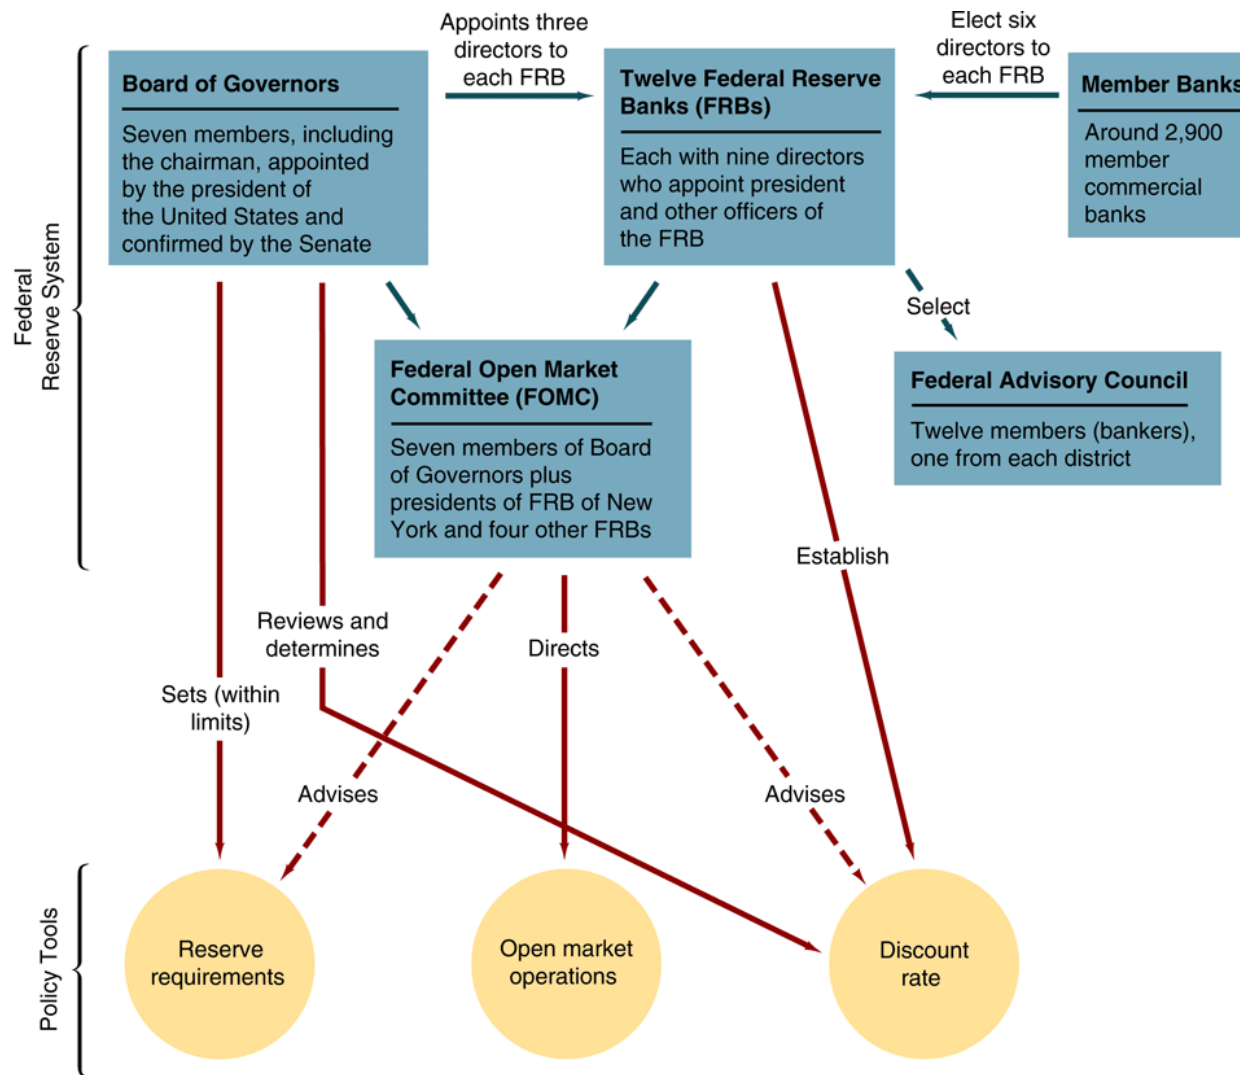 Appoints three
directors to
each FRB
Elect six
directors to
each FRB
Board of Governors
Seven members, including
the chairman, appointed
by the president of
the United States and
confirmed by the Senate
Twelve Federal Reserve
Banks (FRBs)
Each with nine directors
who appoint president
and other officers of
the FRB
Member Banks
Around 2,900
member
commercial
banks
Federal
Reserve System
Select
Federal Open Market
Committee (FOMC)
Seven members of Board
of Governors plus
presidents of FRB of New
York and four other FRBs
Federal Advisory Council
Twelve members (bankers),
one from each district
Establish
Reviews and
determines
Directs
Sets (within
limits)
Advises
Advises
Policy Tools
Reserve
requirements
Open market
operations
Discount
rate